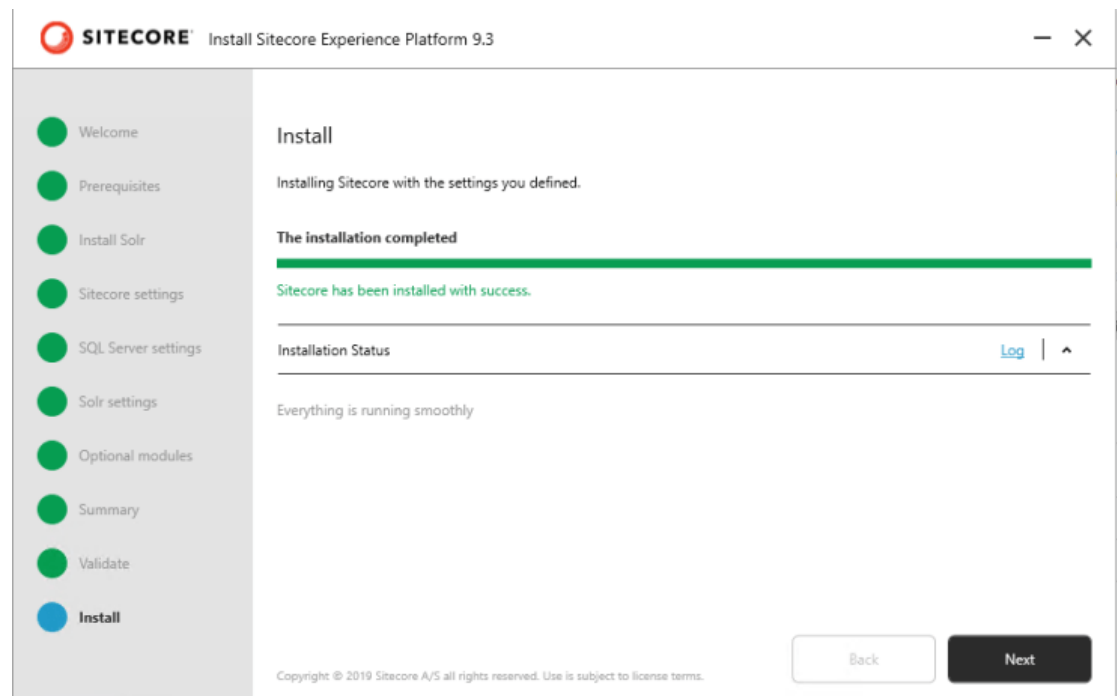 SITECORE Install Sitecore Experience Platform 9.3
Welcome
Prerequisites
Install Solr
Sitecore settings
SQL Server settings
Solr settings
Optional modules
Summary
Validate
Install
Install
Installing Sitecore with the settings you defined.
The installation completed
Sitecore has been installed with success.
Installation Status Log
Everything is running smoothly
Back Next
Copyright © 2019 Sitecore A/S all rights reserved. Use is subject to license terms.